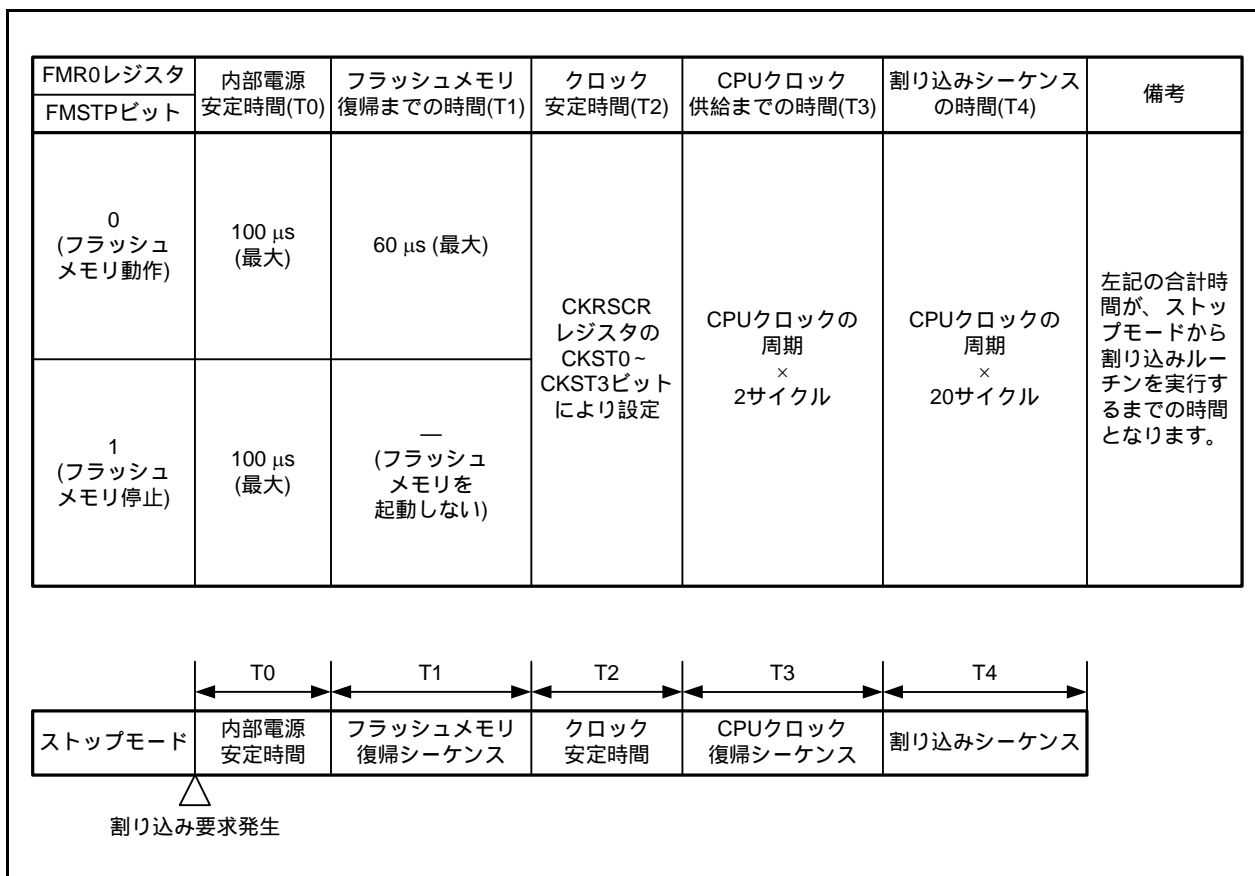 FMR0レジスタ
FMSTPビット
内部電源
安定時間(T0)
フラッシュメモリ
復帰までの時間(T1)
クロック
安定時間(T2)
CPUクロック
供給までの時間(T3)
割り込みシーケンス
の時間(T4)
備考
0
(フラッシュ
メモリ動作)
100 μs
(最大)
60 μs (最大)
CKRSCR
レジスタの
CKST0~
CKST3ビット
により設定
CPUクロックの
周期
×
2サイクル
CPUクロックの
周期
×
20サイクル
左記の合計時
間が、ストッ
プモードから
割り込みルー
チンを実行す
るまでの時間
となります。
1
(フラッシュ
メモリ停止)
100 μs
(最大)
—
(フラッシュ
メモリを
起動しない)
T0
T1
T2
T3
T4
ストップモード
内部電源
安定時間
フラッシュメモリ
復帰シーケンス
クロック
安定時間
CPUクロック
復帰シーケンス
割り込みシーケンス
割り込み要求発生